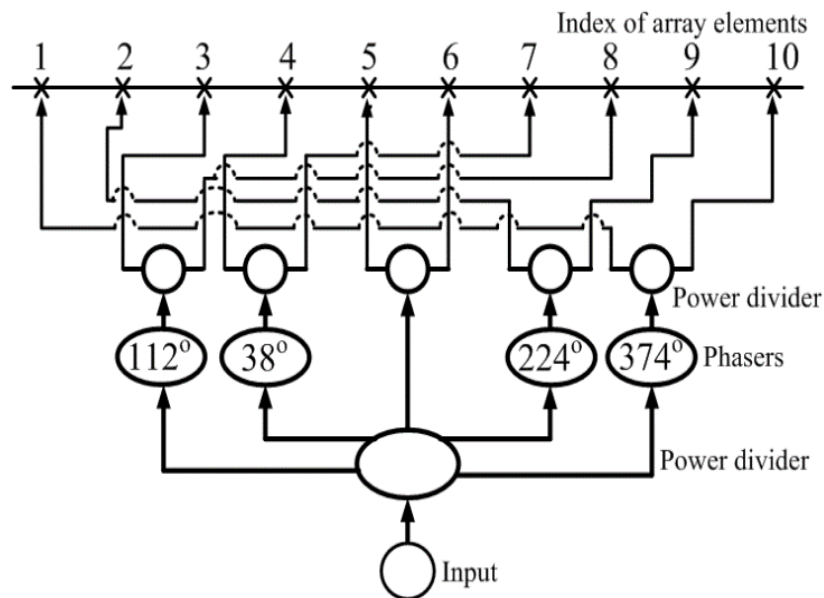 Index of array elements
1 2 3 4 5 6 7 8 9 10
Power divider
112° 38° 224° 374° Phasers
Power divider
Input